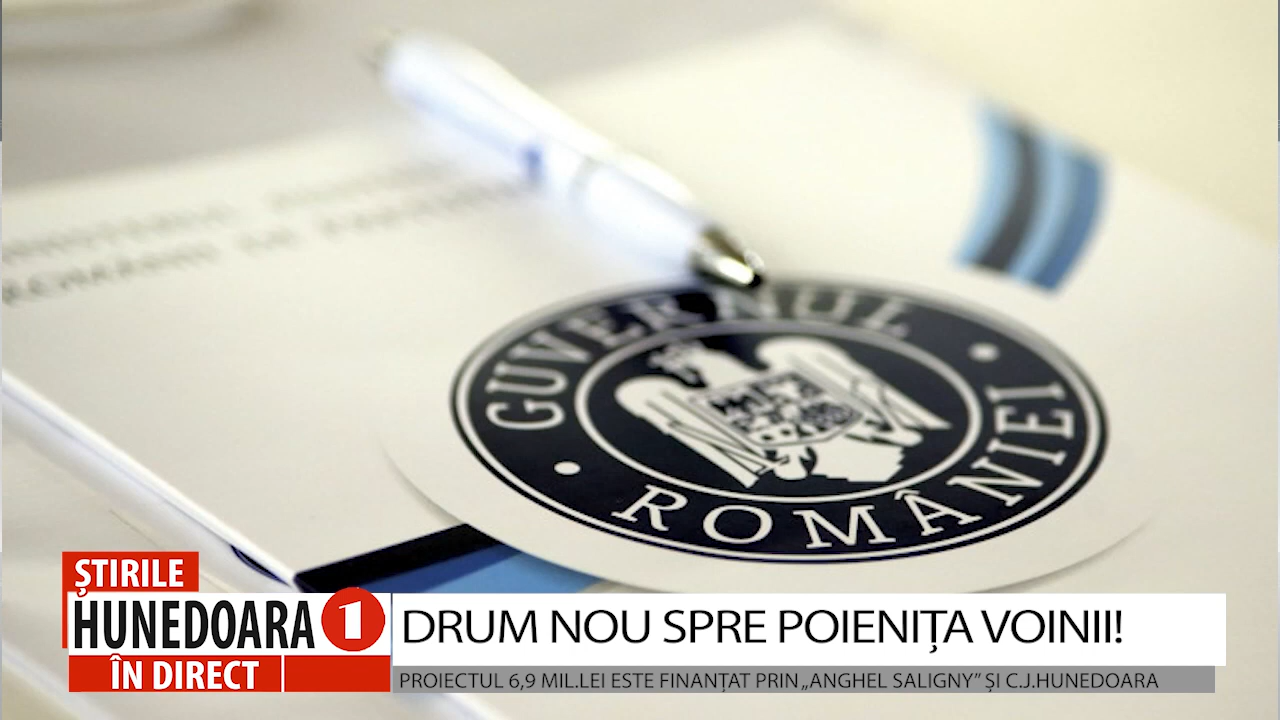 GUVERNUL
ROMÂNIEI
ȘTIRILE
HUNEDOARA 1
ÎN DIRECT
DRUM NOU SPRE POIENIȚA VOINII!
PROIECTUL 6,9 MIL.LEI ESTE FINANȚAT PRIN „ANGHEL SALIGNY” ȘI C.J.HUNEDOARA